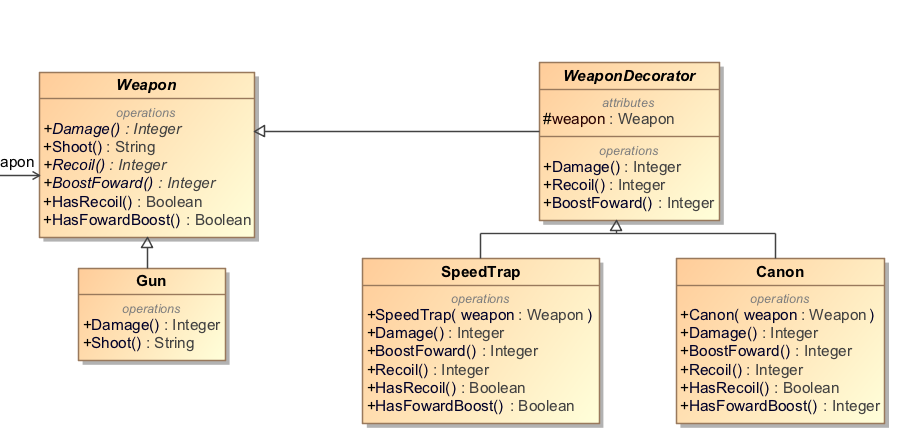 apon
Weapon
operations
+Damage() : Integer
+Shoot() : String
+Recoil() : Integer
+BoostFoward() : Integer
+HasRecoil() : Boolean
+HasFowardBoost() : Boolean
Gun
operations
+Damage() : Integer
+Shoot() : String
WeaponDecorator
attributes
#weapon : Weapon
operations
+Damage() : Integer
+Recoil() : Integer
+BoostFoward() : Integer
SpeedTrap
operations
+SpeedTrap( weapon : Weapon )
+Damage() : Integer
+BoostFoward() : Integer
+Recoil() : Integer
+HasRecoil() : Boolean
+HasFowardBoost() : Boolean
Canon
operations
+Canon( weapon : Weapon )
+Damage() : Integer
+BoostFoward() : Integer
+Recoil() : Integer
+HasRecoil() : Boolean
+HasFowardBoost() : Integer